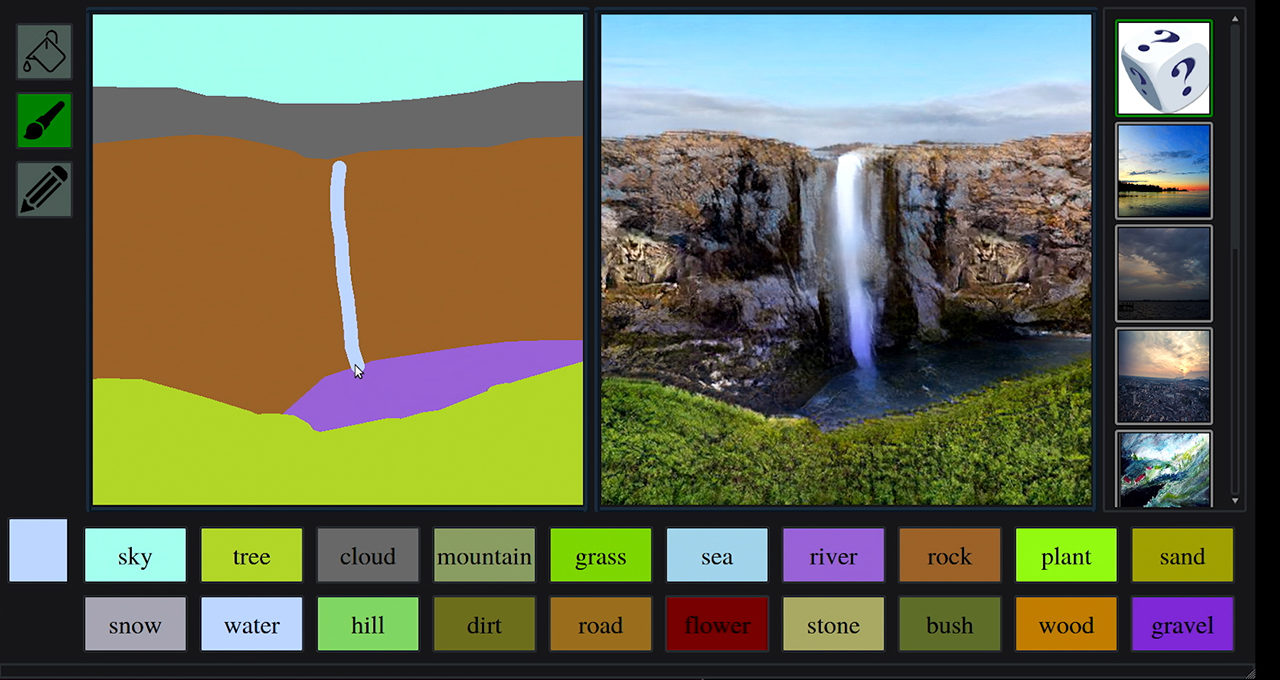 sky tree cloud mountain grass sea river rock plant sand
snow water hill dirt road flower stone bush wood gravel